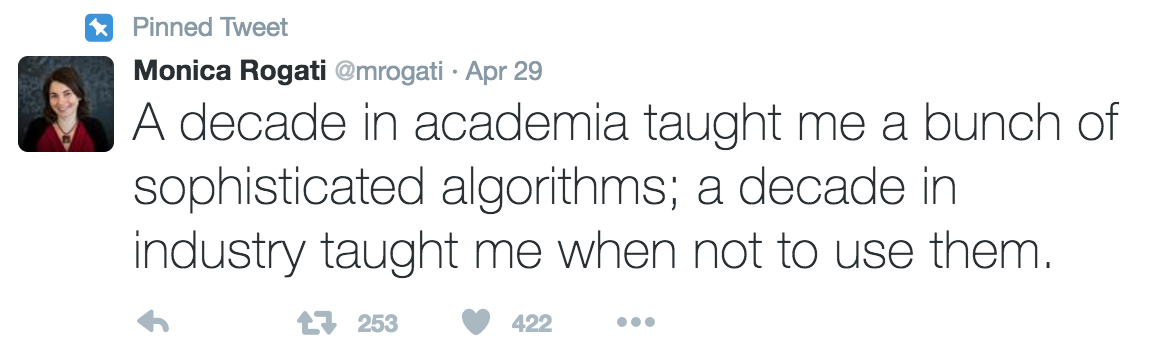 Pinned Tweet
Monica Rogati @mrogati · Apr 29
A decade in academia taught me a bunch of
sophisticated algorithms; a decade in
industry taught me when not to use them.
253 422